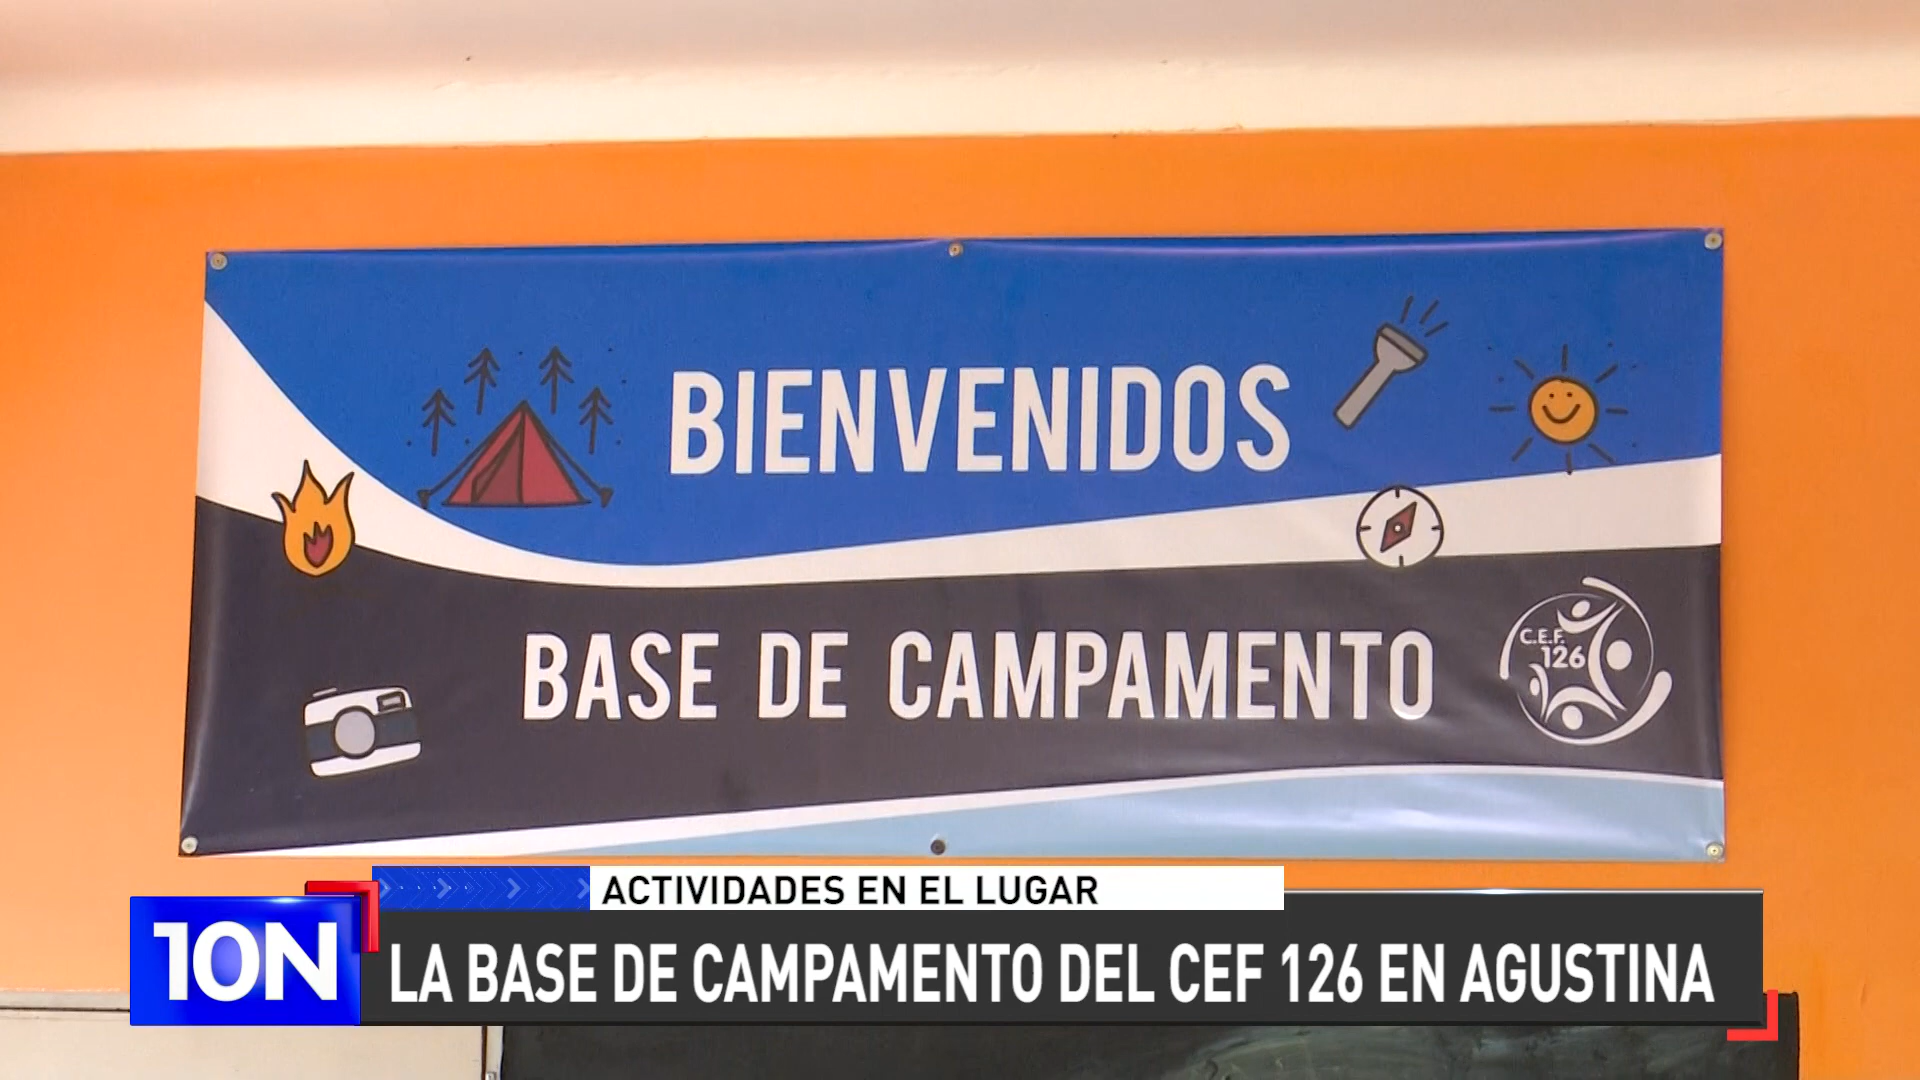 BIENVENIDOS
BASE DE CAMPAMENTO
C.E.F.
126
ACTIVIDADES EN EL LUGAR
10N
LA BASE DE CAMPAMENTO DEL CEF 126 EN AGUSTINA